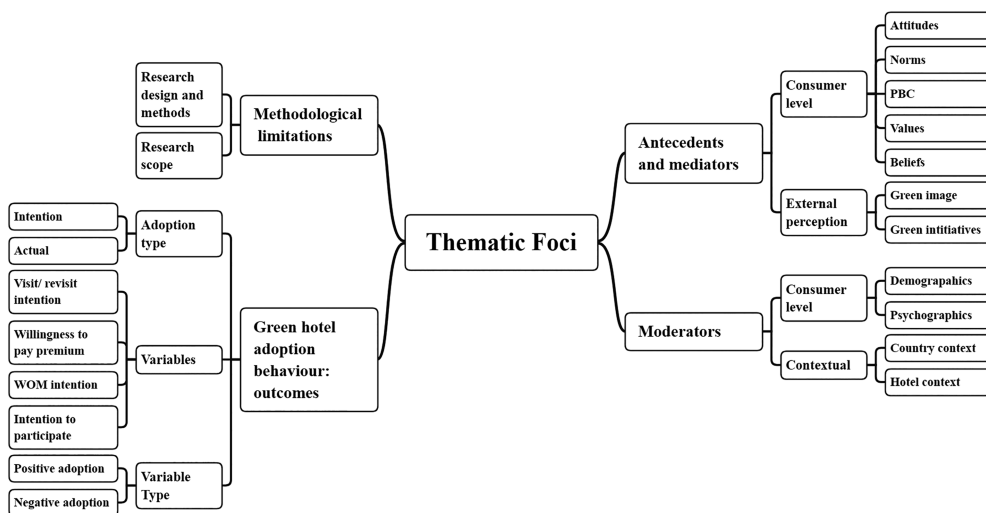 Thematic Foci
Methodological
limitations
Research
design and
methods
Research
scope
Green hotel
adoption
behaviour:
outcomes
Adoption
type
Intention
Actual
Variables
Visit/ revisit
intention
Willingness to
pay premium
WOM intention
Intention to
participate
Variable
Type
Positive adoption
Negative adoption
Antecedents
and mediators
Consumer
level
Attitudes
Norms
PBC
Values
Beliefs
External
perception
Green image
Green intitiatives
Moderators
Consumer
level
Demograpahics
Psychographics
Contextual
Country context
Hotel context